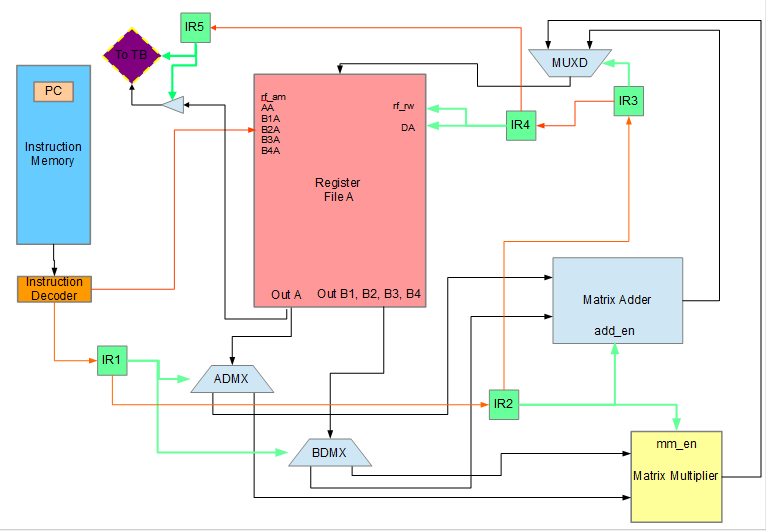 IR5
To TB
MUXD
PC
Instruction
Memory
rf_am
AA
B1A
B2A
B3A
B4A
rf_rw
DA
IR4
IR3
Register
File A
Out A
Out B1, B2, B3, B4
Instruction
Decoder
Matrix Adder
add_en
IR1
ADMX
IR2
BDMX
mm_en
Matrix Multiplier